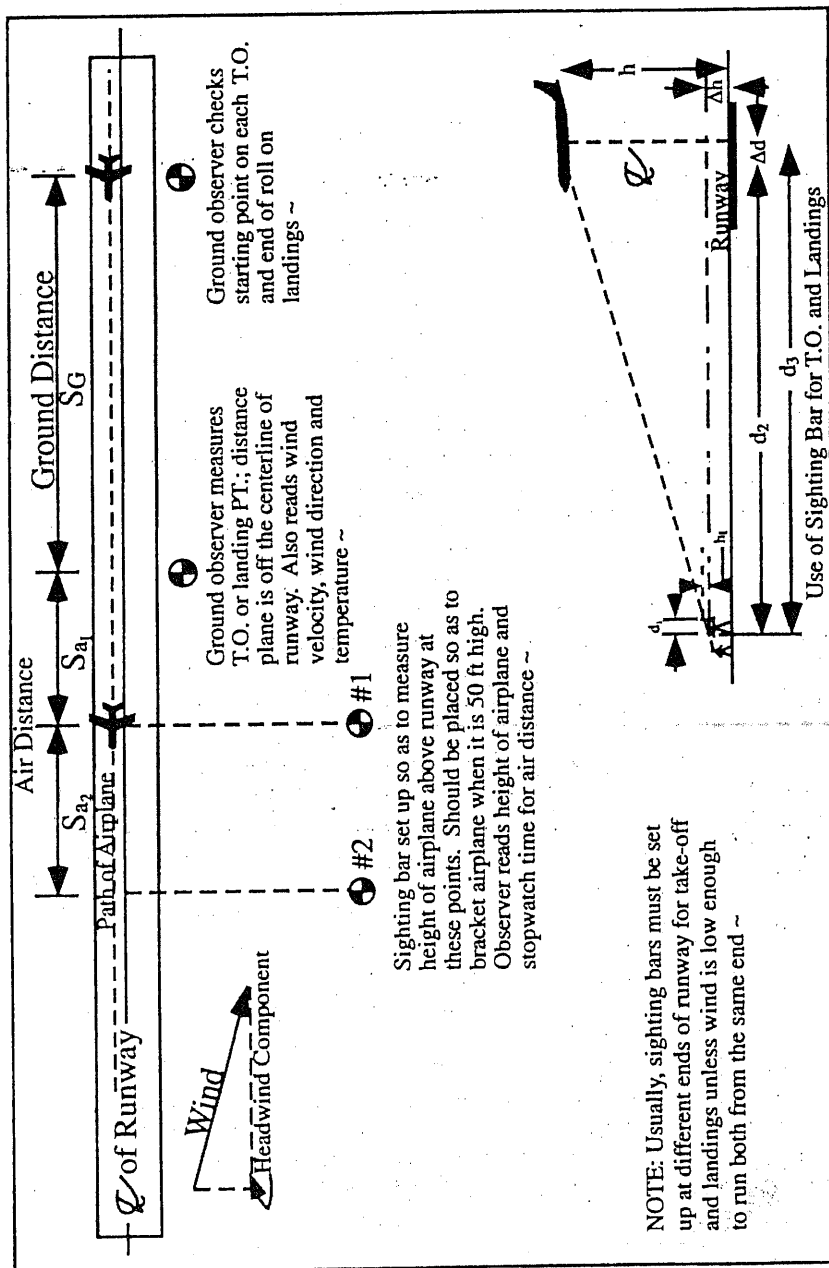 Air Distance
Sa2
Sa1
Ground Distance
SG
Path of Airplane
℄ of Runway
Wind
Headwind Component
#2
#1
Sighting bar set up so as to measure
height of airplane above runway at
these points. Should be placed so as to
bracket airplane when it is 50 ft high.
Observer reads height of airplane and
stopwatch time for air distance ~
Ground observer measures
T.O. or landing PT.; distance
plane is off the centerline of
runway. Also reads wind
velocity, wind direction and
temperature ~
Ground observer checks
starting point on each T.O.
and end of roll on
landings ~
NOTE: Usually, sighting bars must be set
up at different ends of runway for take-off
and landings unless wind is low enough
to run both from the same end ~
d1
h1
℄
h
Δh
Runway
Δd
d2
d3
Use of Sighting Bar for T.O. and Landings